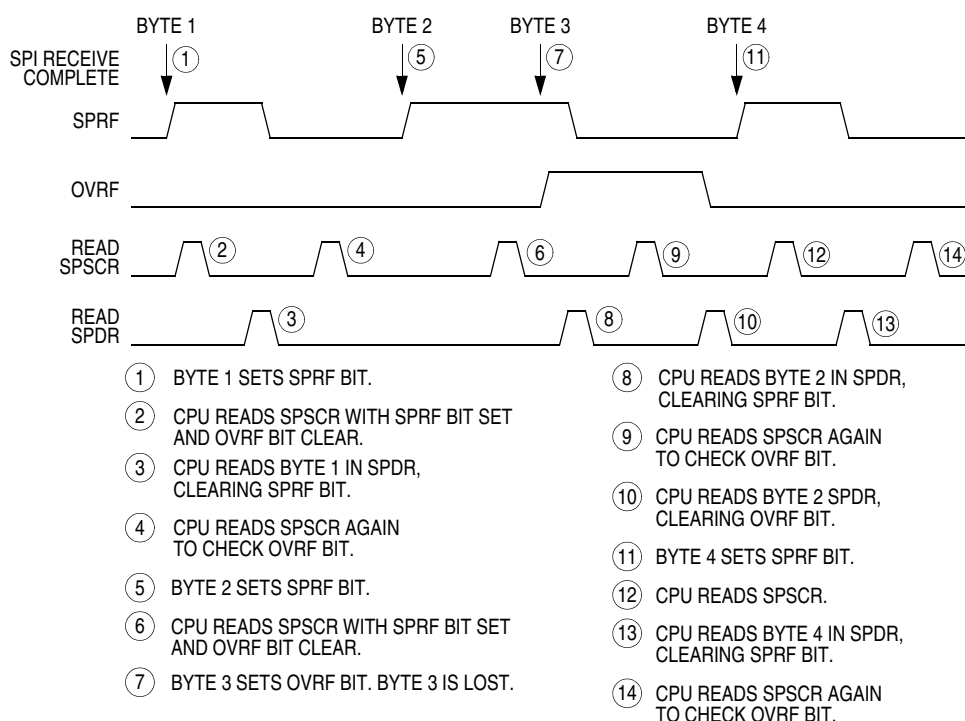 BYTE 1 BYTE 2 BYTE 3 BYTE 4
SPI RECEIVE
COMPLETE
1 5 7 11
SPRF
OVRF
READ
SPSCR
2 4 6 9 12 14
READ
SPDR
3 8 10 13
1 BYTE 1 SETS SPRF BIT.
2 CPU READS SPSCR WITH SPRF BIT SET
AND OVRF BIT CLEAR.
3 CPU READS BYTE 1 IN SPDR,
CLEARING SPRF BIT.
4 CPU READS SPSCR AGAIN
TO CHECK OVRF BIT.
5 BYTE 2 SETS SPRF BIT.
6 CPU READS SPSCR WITH SPRF BIT SET
AND OVRF BIT CLEAR.
7 BYTE 3 SETS OVRF BIT. BYTE 3 IS LOST.
8 CPU READS BYTE 2 IN SPDR,
CLEARING SPRF BIT.
9 CPU READS SPSCR AGAIN
TO CHECK OVRF BIT.
10 CPU READS BYTE 2 SPDR,
CLEARING OVRF BIT.
11 BYTE 4 SETS SPRF BIT.
12 CPU READS SPSCR.
13 CPU READS BYTE 4 IN SPDR,
CLEARING SPRF BIT.
14 CPU READS SPSCR AGAIN
TO CHECK OVRF BIT.